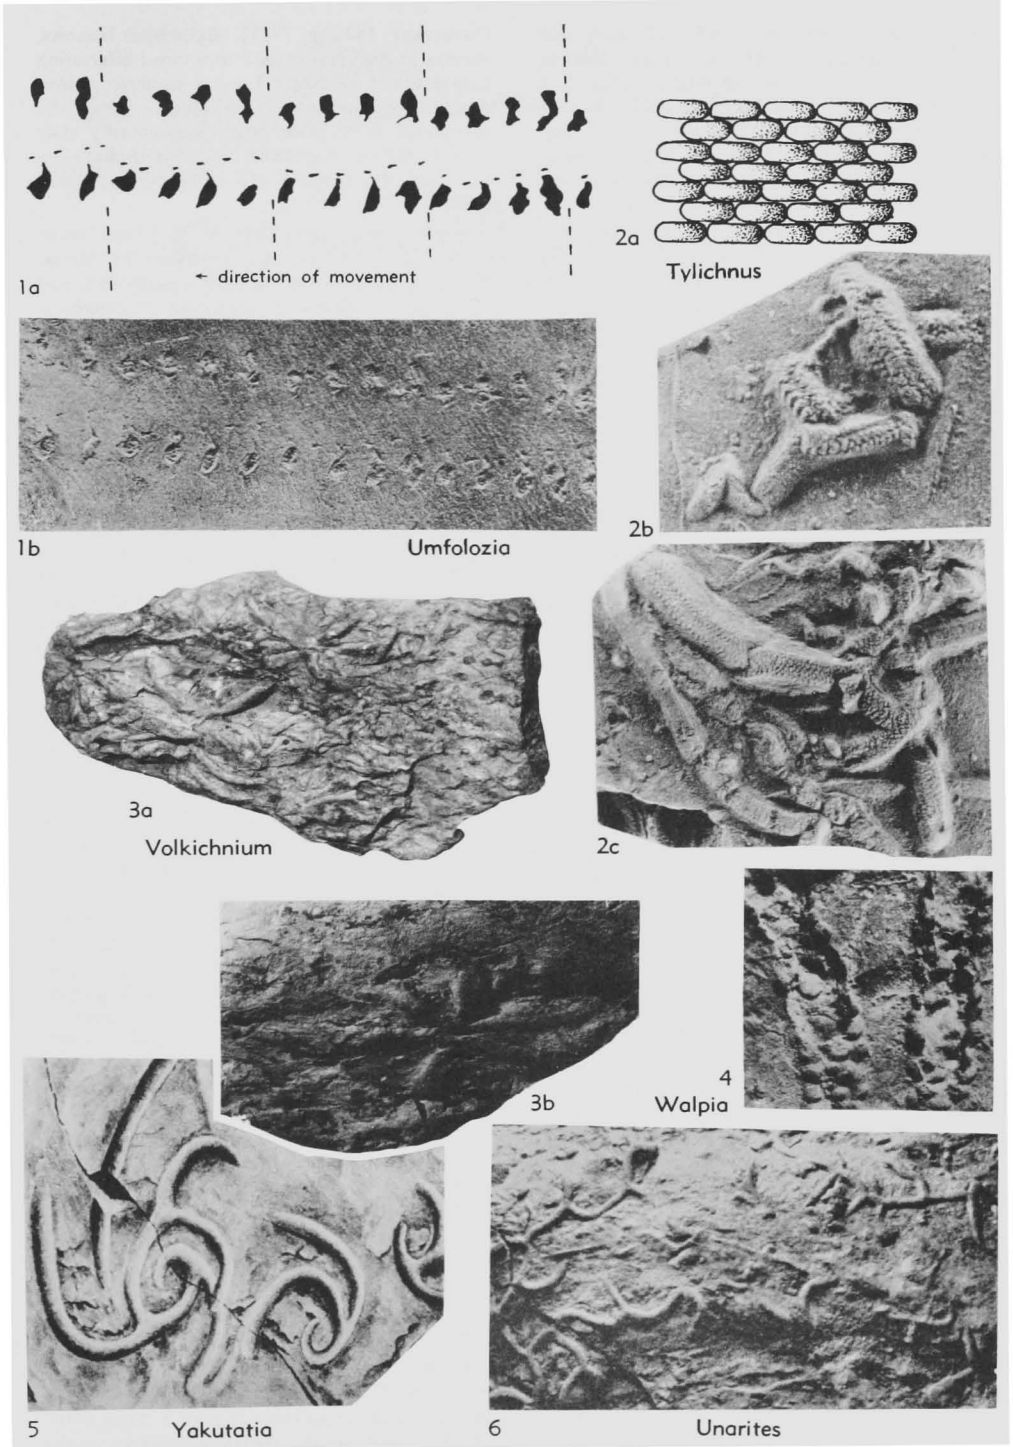 2a
Tylichnus
← direction of movement
1a
2b
1b
Umfolozia
3a
Volkichnium
2c
4
Walpia
3b
5
Yakutatia
6
Unarites